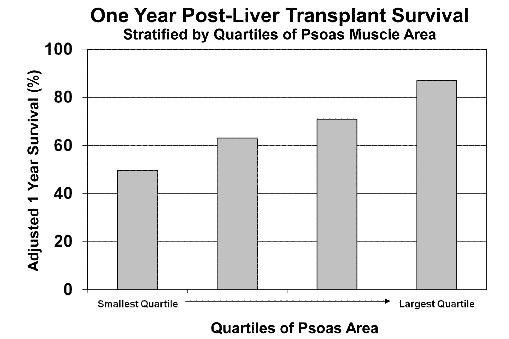 One Year Post-Liver Transplant Survival
Stratified by Quartiles of Psoas Muscle Area
Adjusted 1 Year Survival (%)
100
80
60
40
20
0
Smallest Quartile
Largest Quartile
Quartiles of Psoas Area